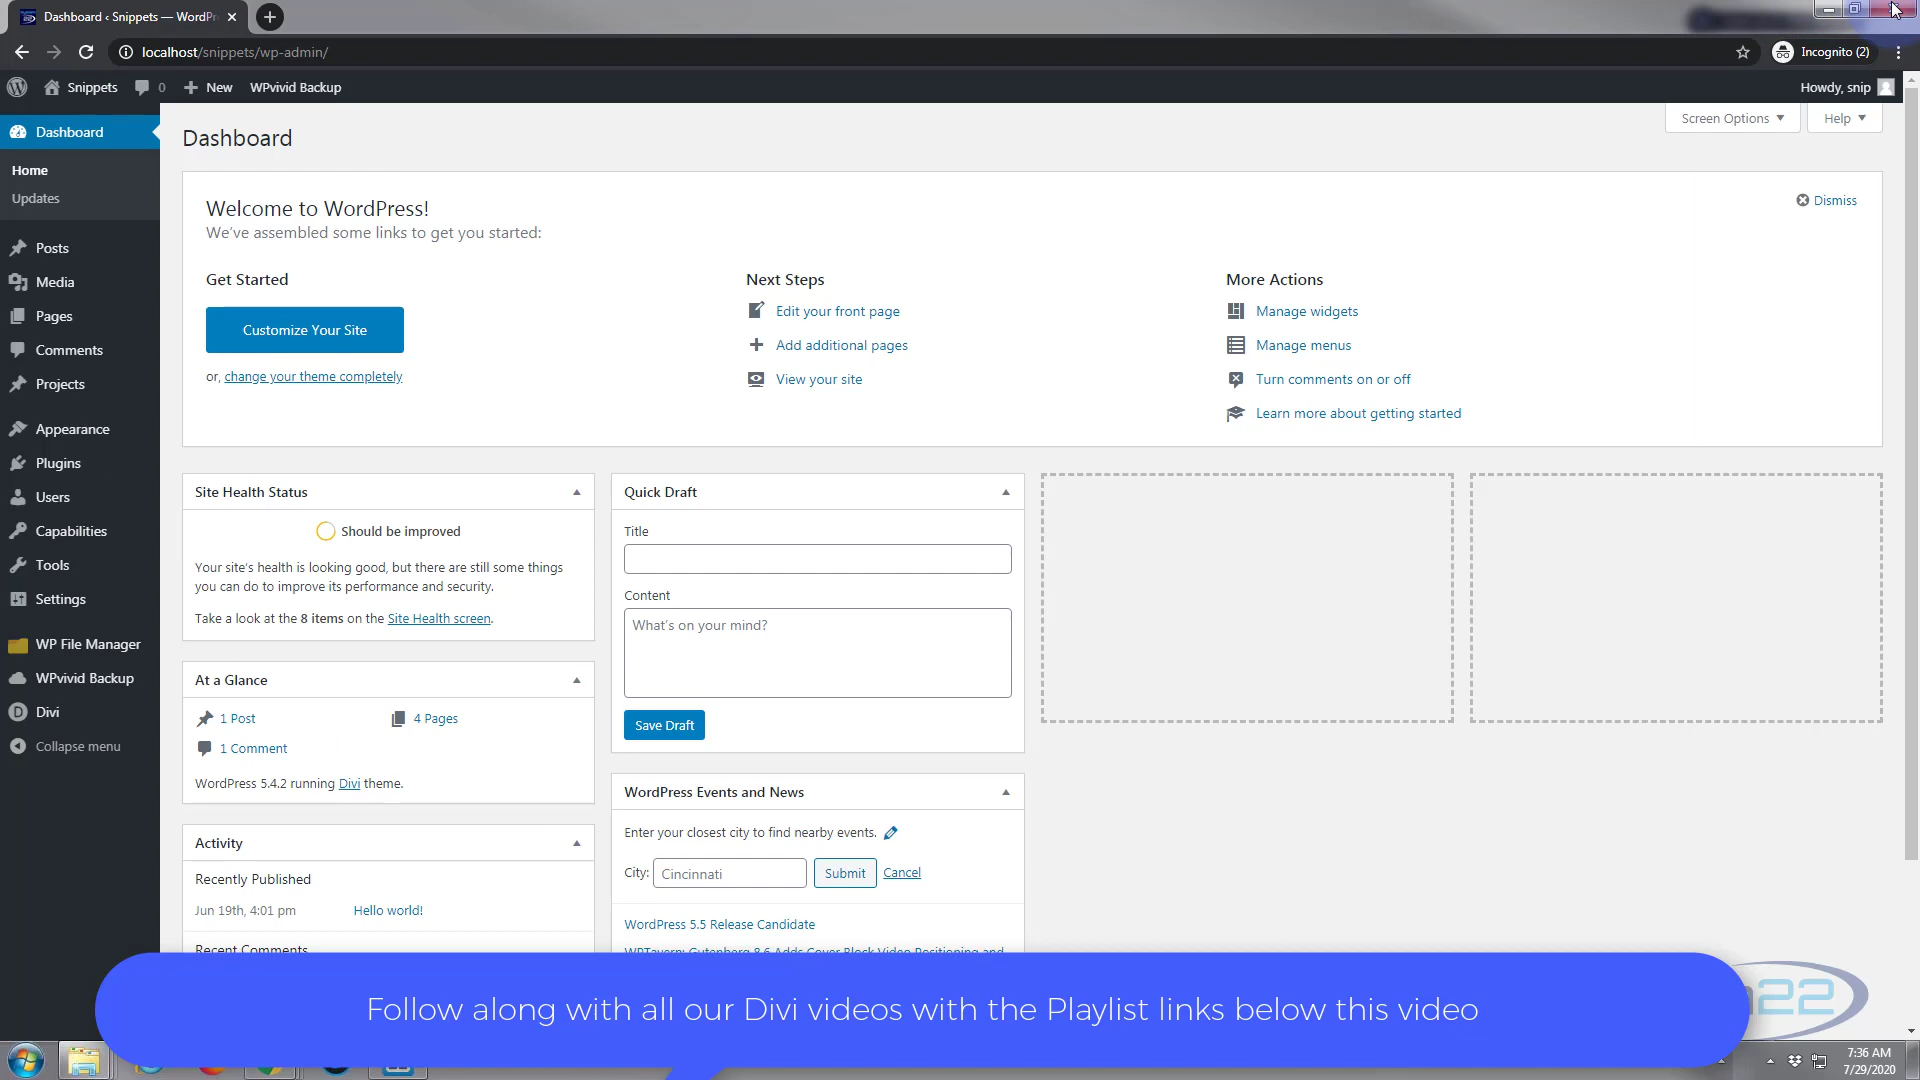 Dashboard ‹ Snippets — WordPr
localhost/snippets/wp-admin/
Incognito (2)
Snippets
0
New
WPvivid Backup
Howdy, snip
Dashboard
Home
Updates
Posts
Media
Pages
Comments
Projects
Appearance
Plugins
Users
Capabilities
Tools
Settings
WP File Manager
WPvivid Backup
Divi
Collapse menu
Dashboard
Screen Options
Help
Welcome to WordPress!
We've assembled some links to get you started:
Dismiss
Get Started
Customize Your Site
or, change your theme completely
Next Steps
Edit your front page
Add additional pages
View your site
More Actions
Manage widgets
Manage menus
Turn comments on or off
Learn more about getting started
Site Health Status
Should be improved
Your site's health is looking good, but there are still some things
you can do to improve its performance and security.
Take a look at the 8 items on the Site Health screen.
At a Glance
1 Post
4 Pages
1 Comment
WordPress 5.4.2 running Divi theme.
Activity
Recently Published
Jun 19th, 4:01 pm
Hello world!
Recent Comments
Quick Draft
Title
Content
What's on your mind?
Save Draft
WordPress Events and News
Enter your closest city to find nearby events.
City:
Cincinnati
Submit
Cancel
WordPress 5.5 Release Candidate
WPTavern: Gutenberg 8.6 Adds Cover Block Video Positioning and
Follow along with all our Divi videos with the Playlist links below this video
22
7:36 AM
7/29/2020